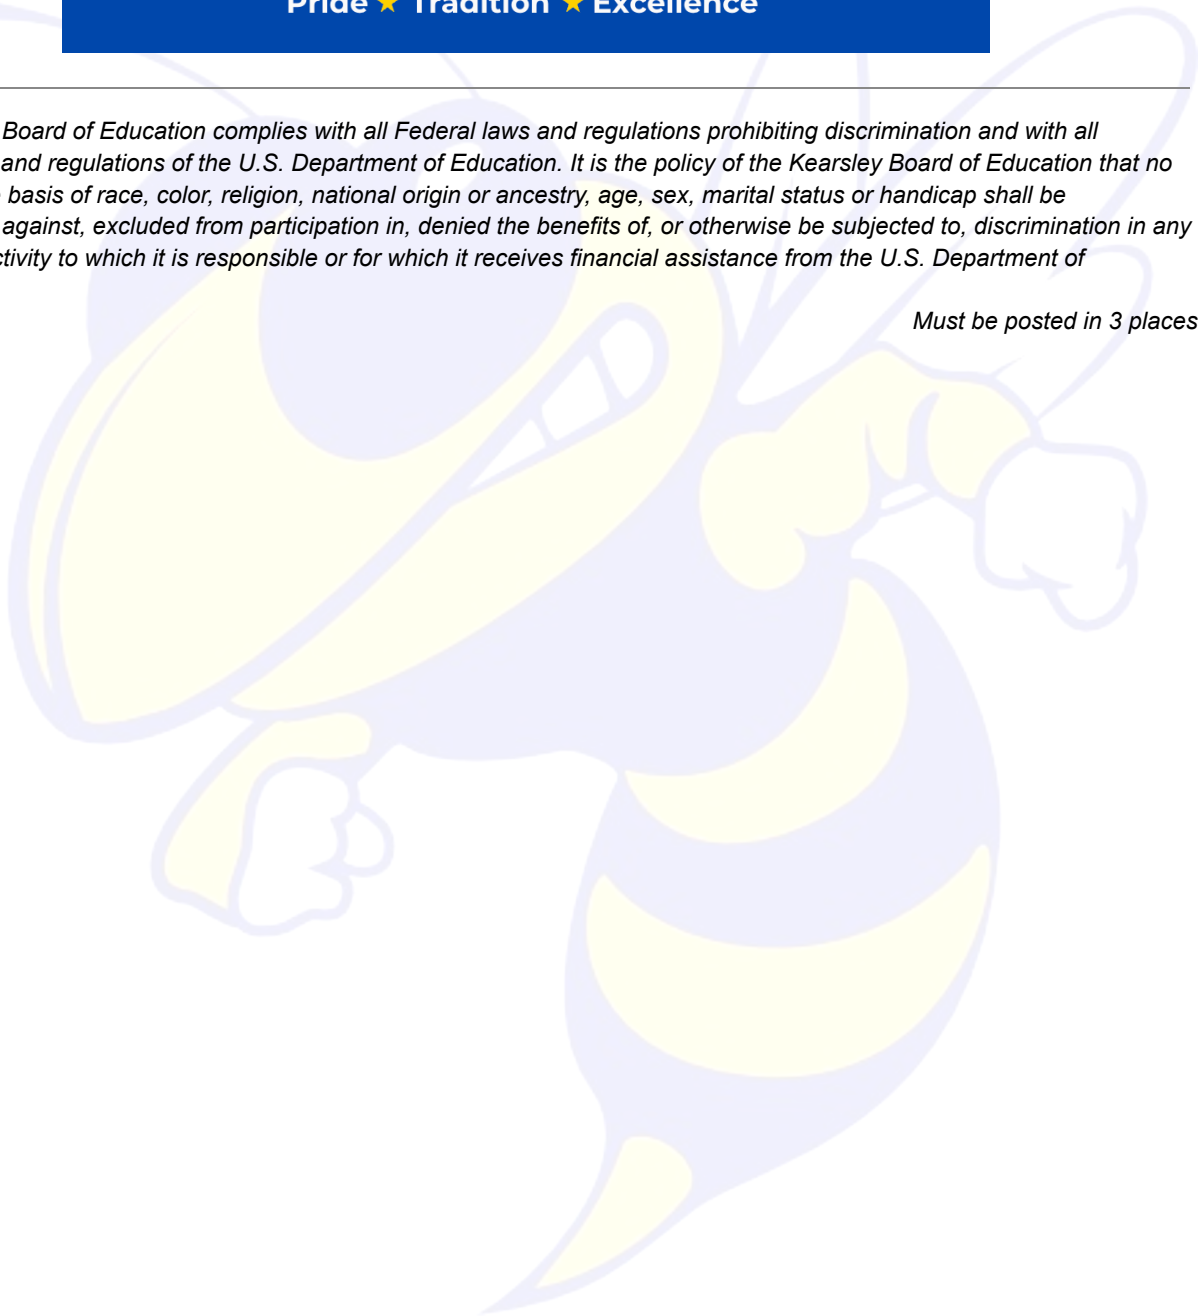 Pride ★ Tradition ★ Excellence
Board of Education complies with all Federal laws and regulations prohibiting discrimination and with all
and regulations of the U.S. Department of Education. It is the policy of the Kearsley Board of Education that no
basis of race, color, religion, national origin or ancestry, age, sex, marital status or handicap shall be
against, excluded from participation in, denied the benefits of, or otherwise be subjected to, discrimination in any
ctivity to which it is responsible or for which it receives financial assistance from the U.S. Department of
Must be posted in 3 places